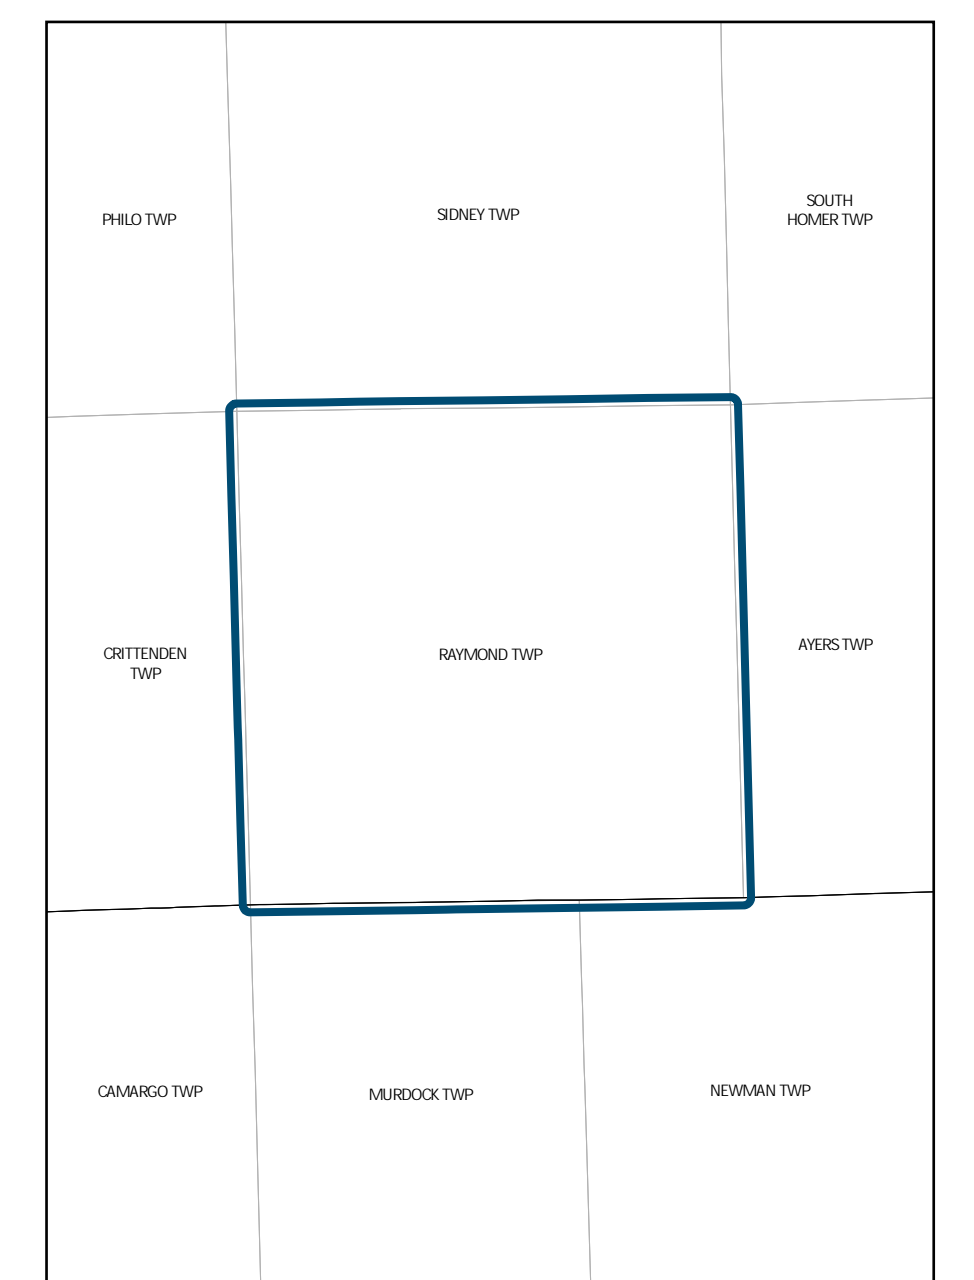 PHILO TWP
SIDNEY TWP
SOUTH
HOMER TWP
CRITTENDEN
TWP
RAYMOND TWP
AYERS TWP
CAMARGO TWP
MURDOCK TWP
NEWMAN TWP